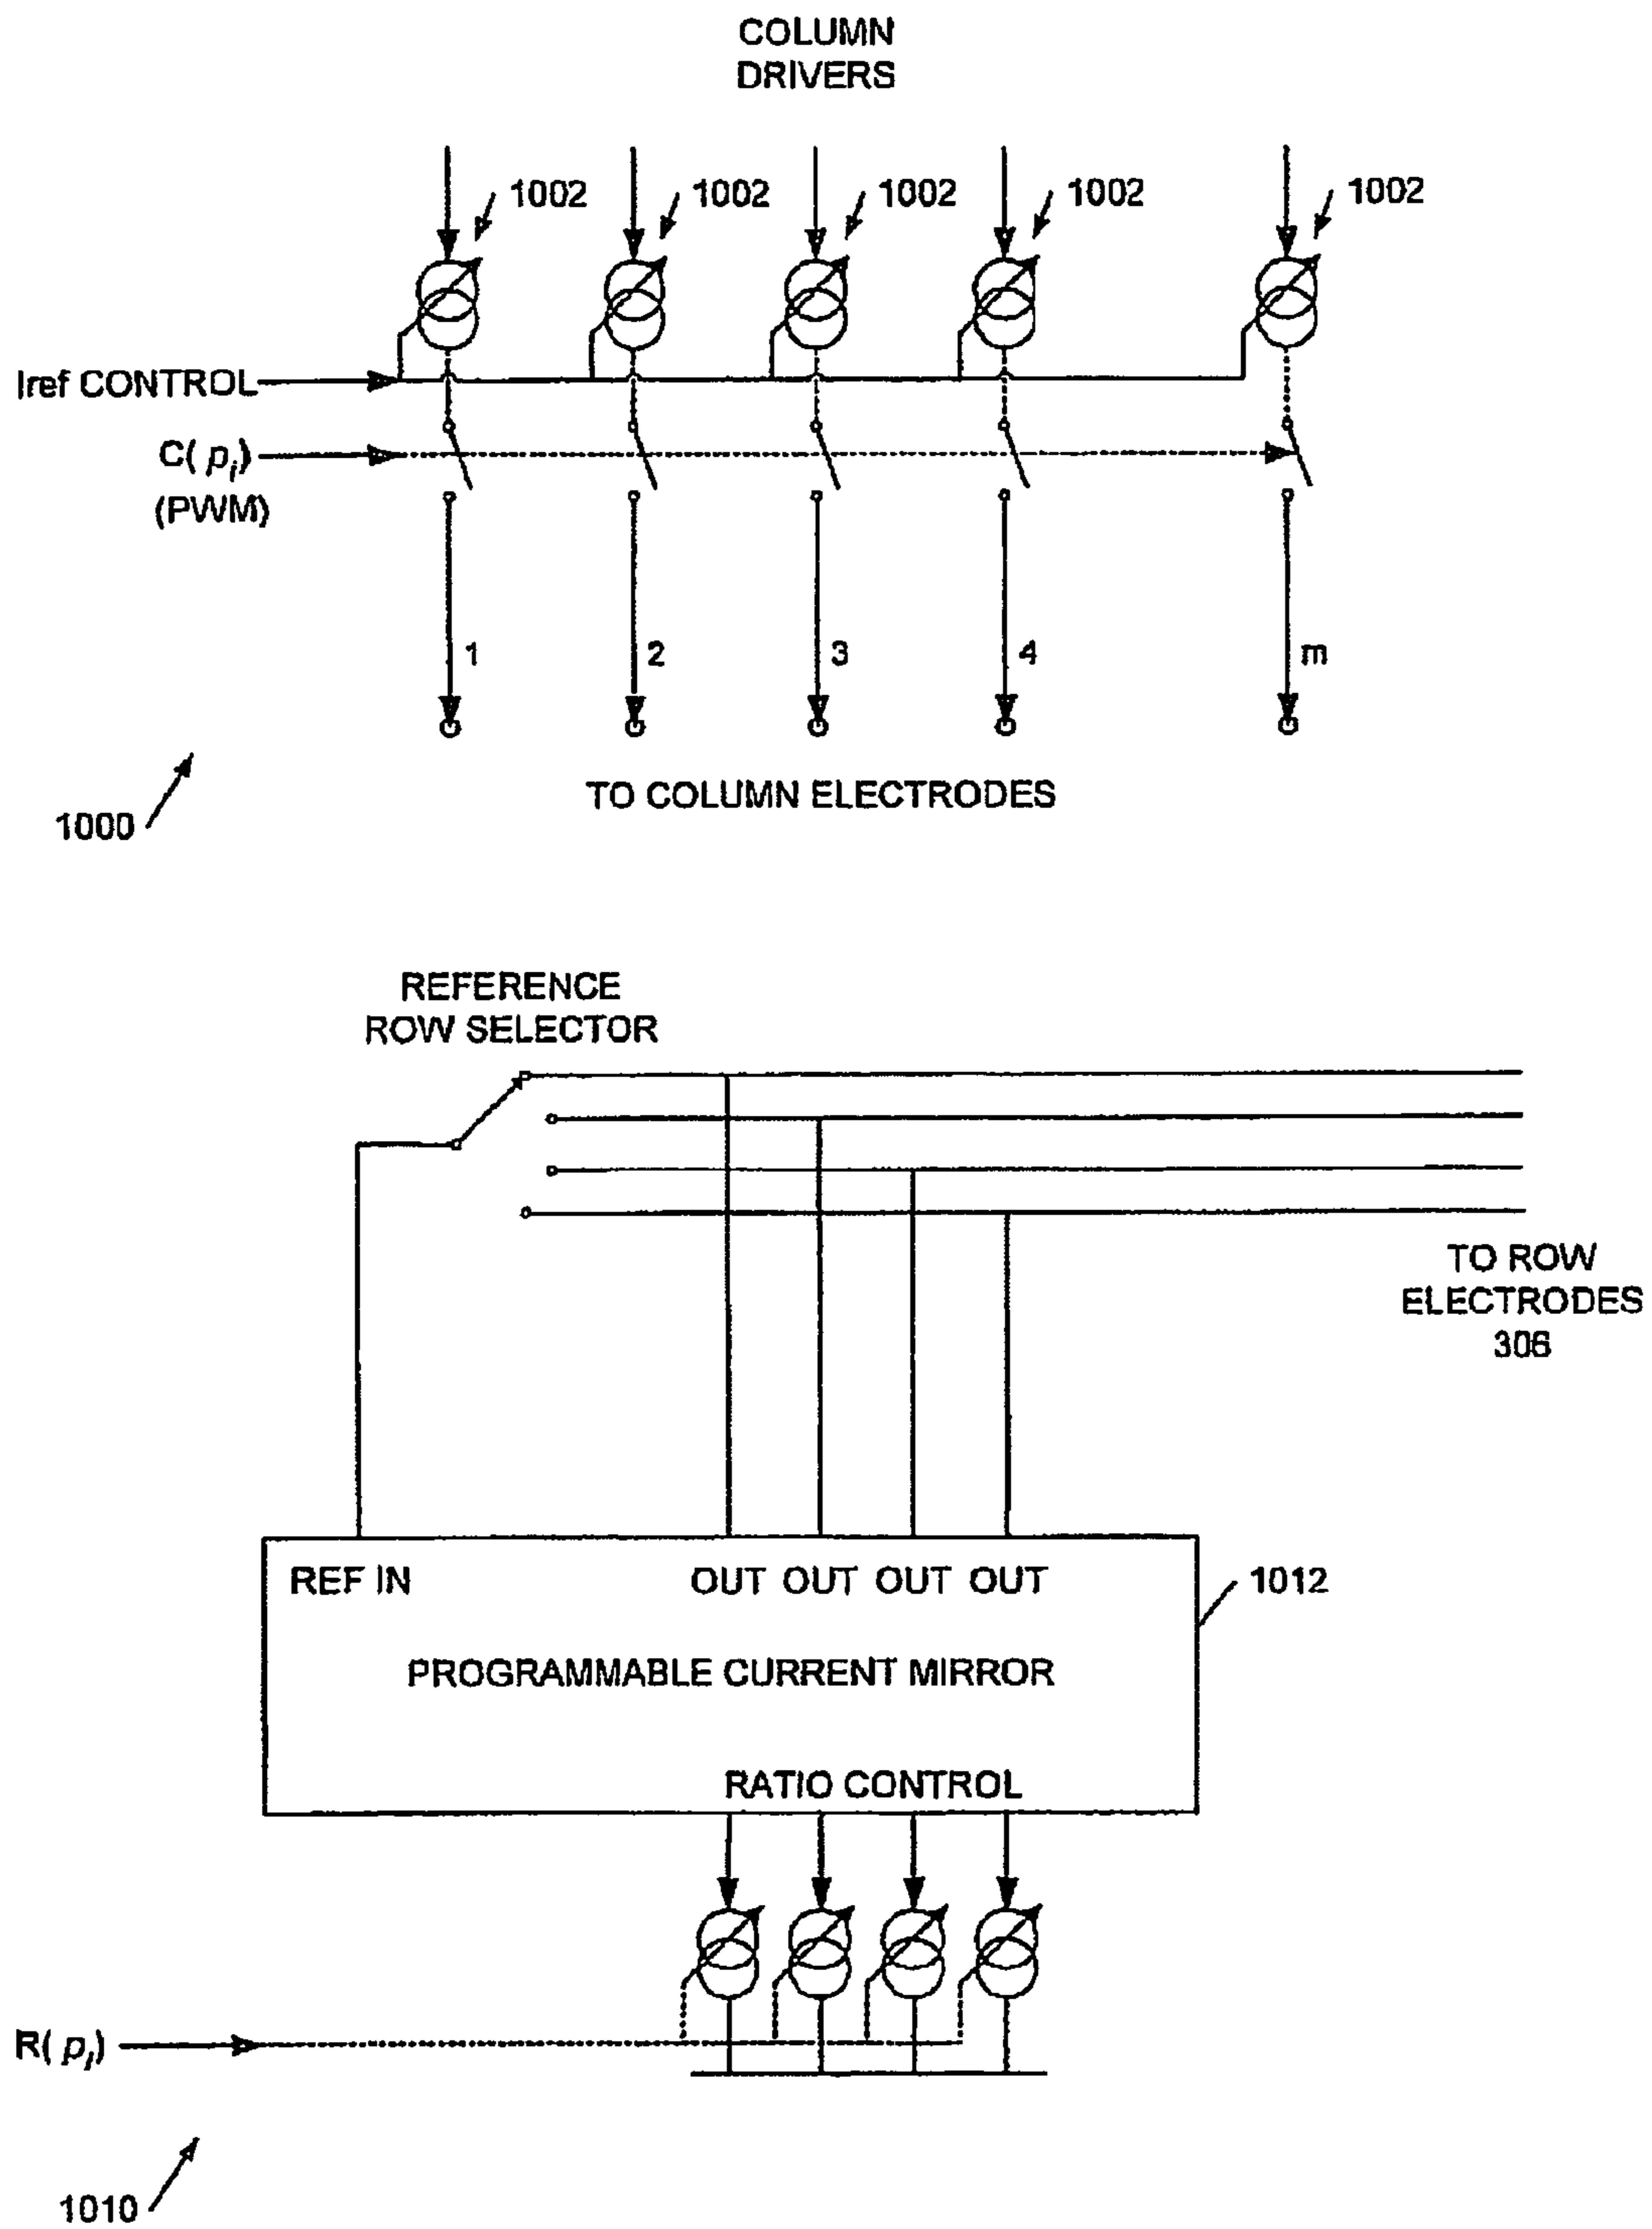 COLUMN
DRIVERS
1002 1002 1002 1002 1002
Iref CONTROL
C( pi)
(PWM)
1 2 3 4 m
TO COLUMN ELECTRODES
1000
REFERENCE
ROW SELECTOR
TO ROW
ELECTRODES
306
REF IN OUT OUT OUT OUT
1012
PROGRAMMABLE CURRENT MIRROR
RATIO CONTROL
R( pi)
1010